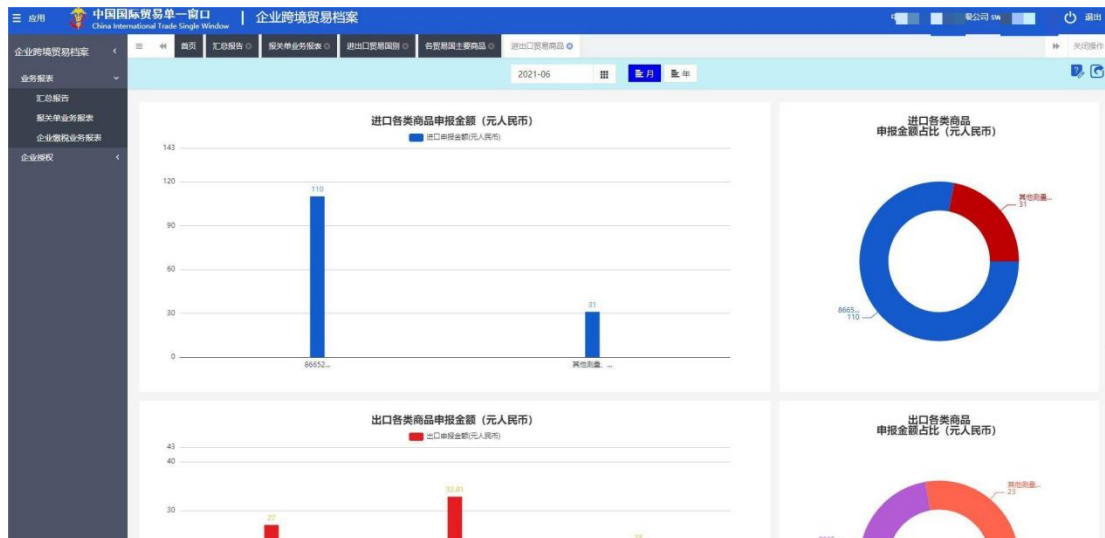 应用
中国国际贸易单一窗口
China International Trade Single Window
企业跨境贸易档案
限公司 sw
退出
企业跨境贸易档案
首页
汇总报告
报关单业务报表
进出口贸易国别
各贸易国主要商品
进出口贸易商品
关闭操作
业务报表
汇总报告
报关单业务报表
企业缴税业务报表
企业授权
2021-06
月
年
进口各类商品申报金额（元人民币）
进口申报金额(元人民币)
143
120
90
60
30
0
110
31
86652...
其他测量、...
进口各类商品
申报金额占比（元人民币）
其他测量...
31
8665...
110
出口各类商品申报金额（元人民币）
出口申报金额(元人民币)
43
40
30
27
32.81
出口各类商品
申报金额占比（元人民币）
其他测量...
23